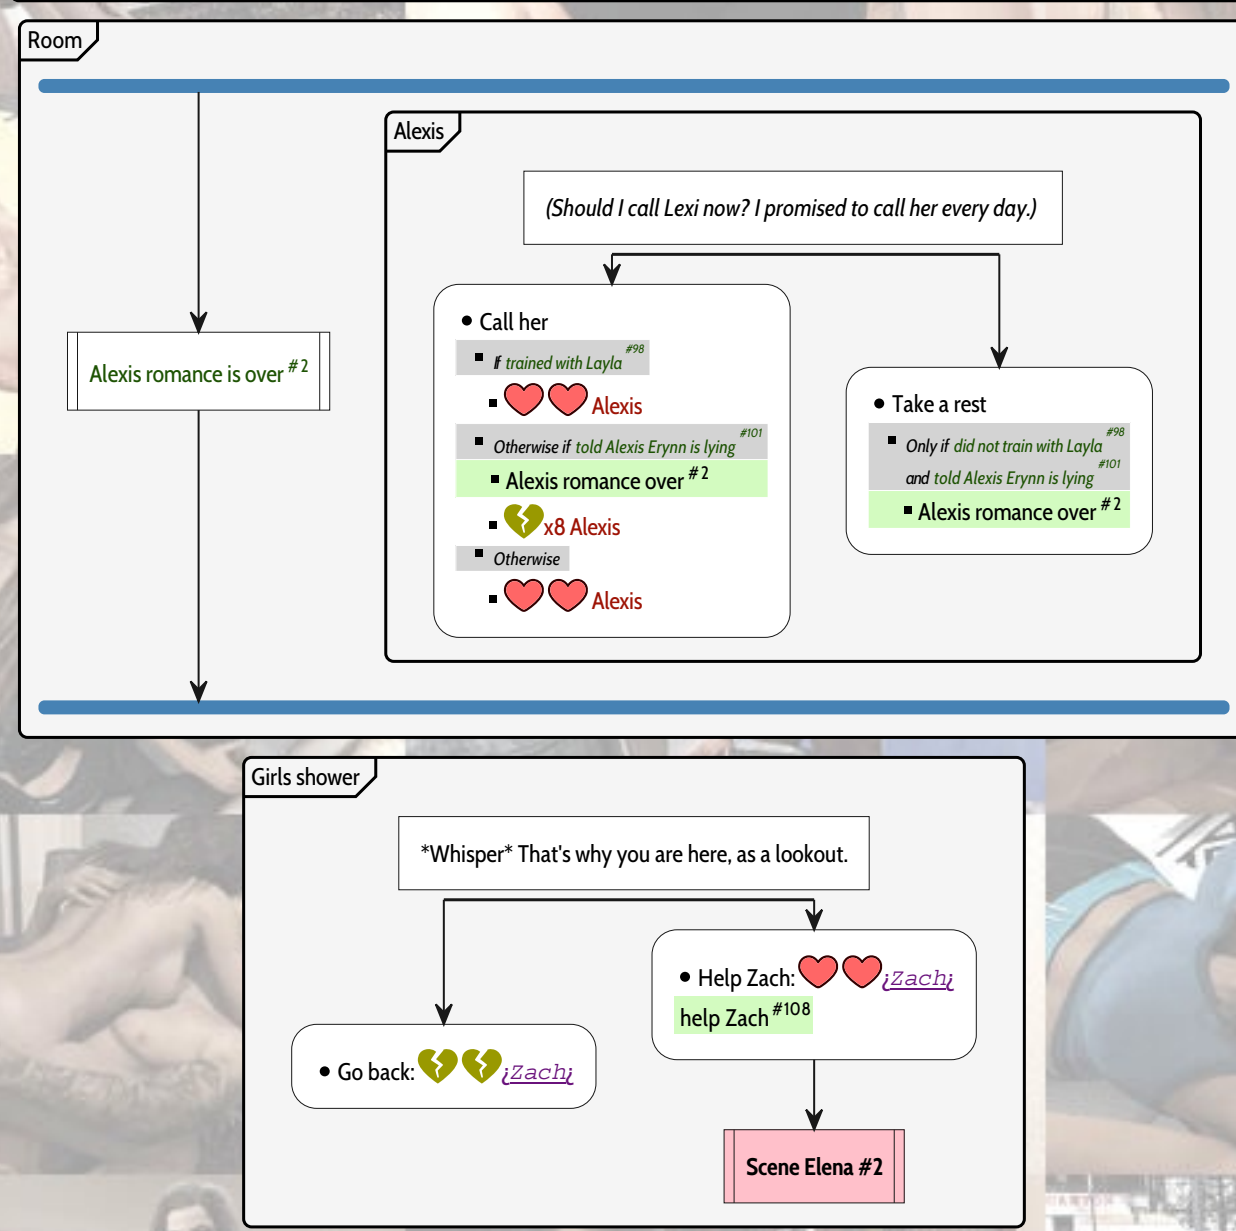 Room
Alexis
(Should I call Lexi now? I promised to call her every day.)
Call her
If trained with Layla #98
Alexis
Otherwise if told Alexis Erynn is lying #101
Alexis romance over #2
x8 Alexis
Otherwise
Alexis
Take a rest
Only if did not train with Layla #98
and told Alexis Erynn is lying #101
Alexis romance over #2
Alexis romance is over #2
Girls shower
*Whisper* That's why you are here, as a lookout.
Go back: ¿Zach¿
Help Zach: ¿Zach¿
help Zach #108
Scene Elena #2